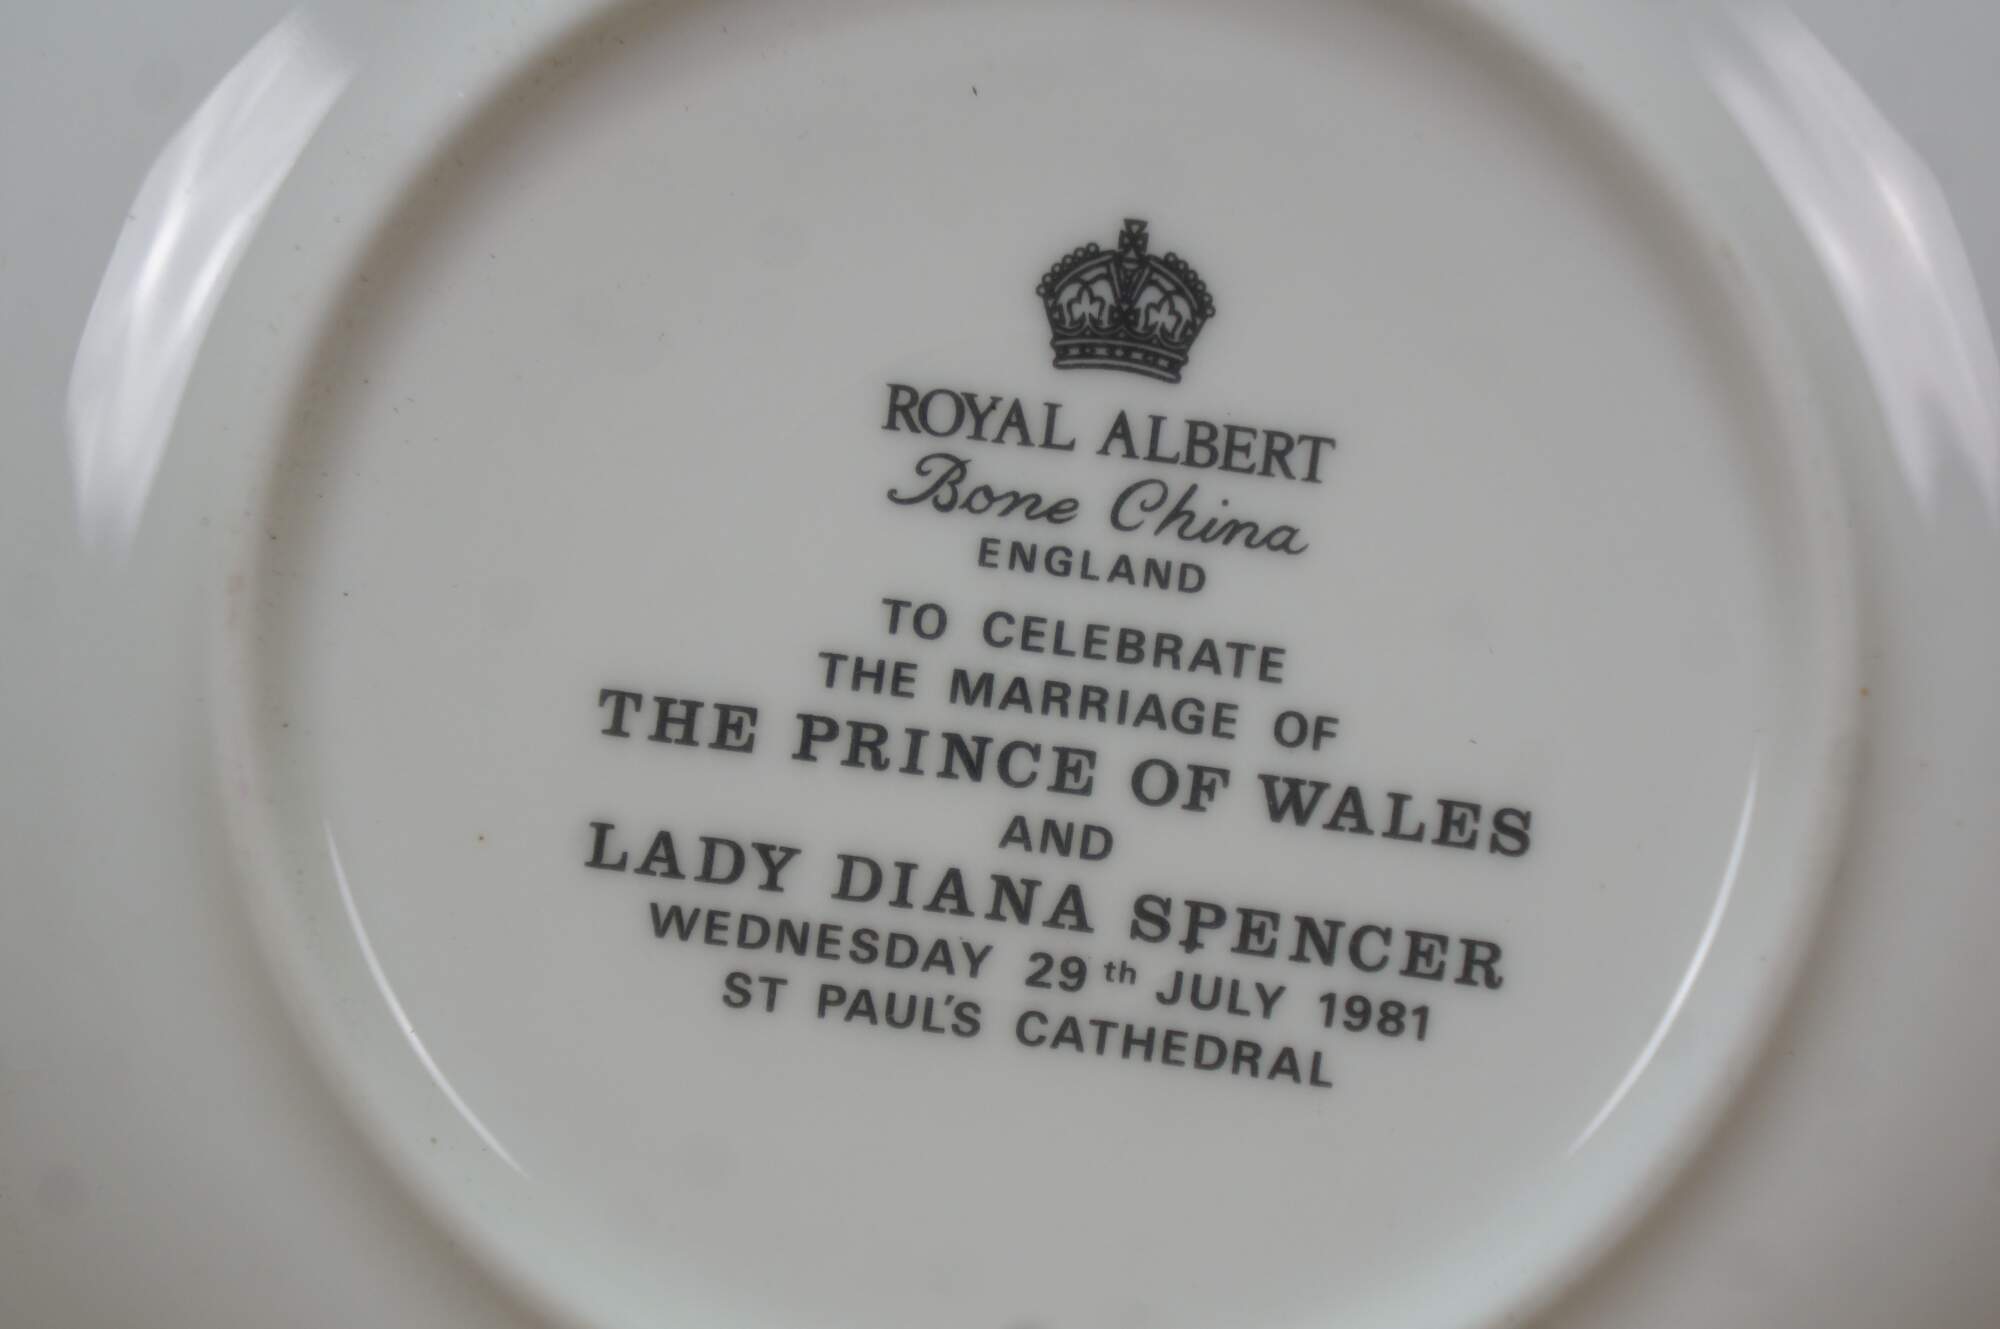 ROYAL ALBERT
Bone China
ENGLAND
TO CELEBRATE
THE MARRIAGE OF
THE PRINCE OF WALES
AND
LADY DIANA SPENCER
WEDNESDAY 29th JULY 1981
ST PAUL'S CATHEDRAL